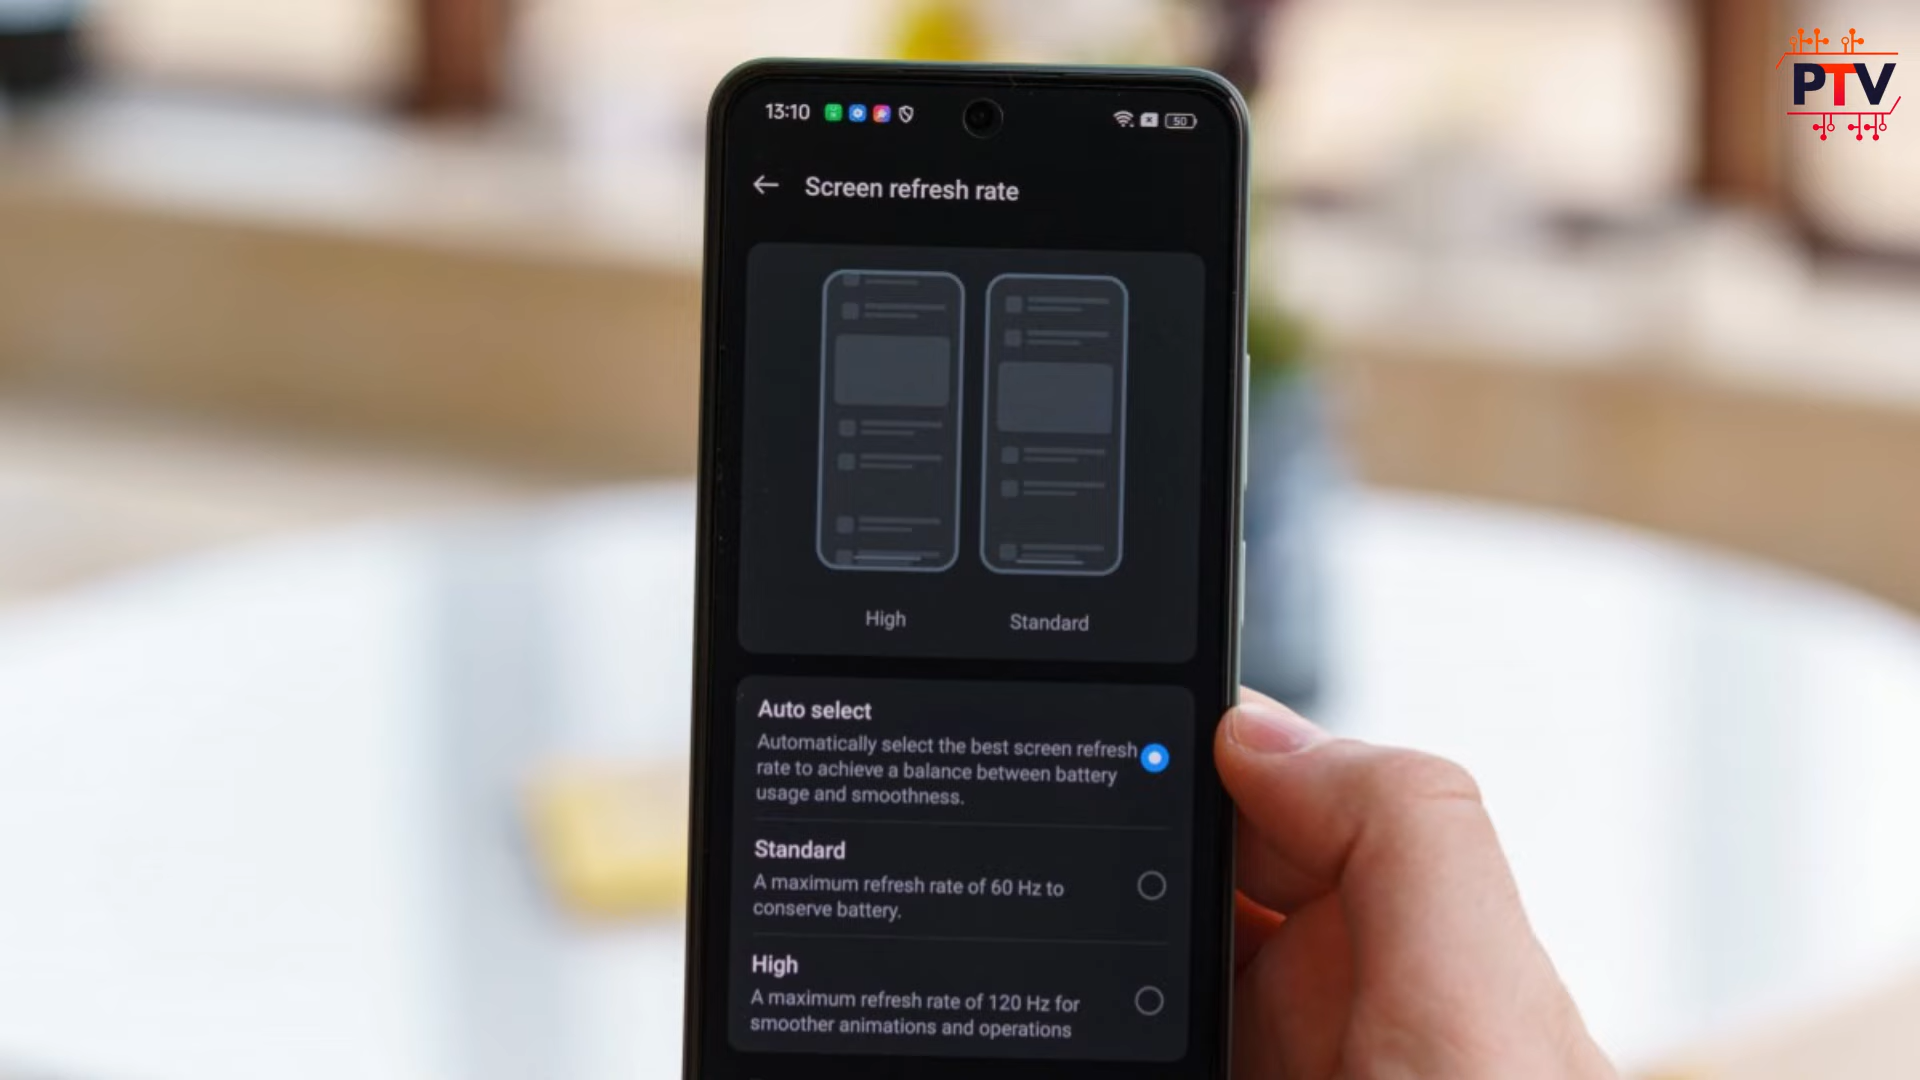 PTV
13:10
50
Screen refresh rate
High
Standard
Auto select
Automatically select the best screen refresh
rate to achieve a balance between battery
usage and smoothness.
Standard
A maximum refresh rate of 60 Hz to
conserve battery.
High
A maximum refresh rate of 120 Hz for
smoother animations and operations